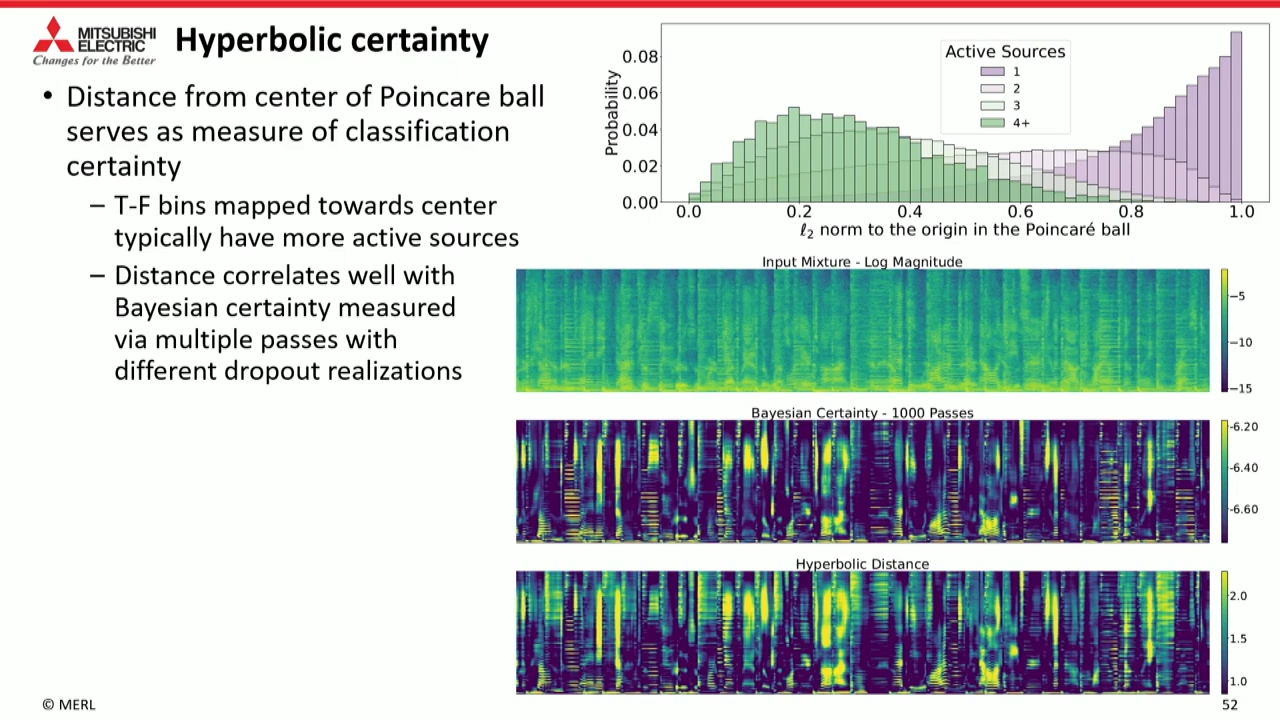 MITSUBISHI
ELECTRIC
Changes for the Better
Hyperbolic certainty
• Distance from center of Poincare ball
serves as measure of classification
certainty
– T-F bins mapped towards center
typically have more active sources
– Distance correlates well with
Bayesian certainty measured
via multiple passes with
different dropout realizations
Probability
0.08
0.06
0.04
0.02
0.00
Active Sources
1
2
3
4+
0.0 0.2 0.4 0.6 0.8 1.0
ℓ2 norm to the origin in the Poincaré ball
Input Mixture - Log Magnitude
−5
−10
−15
Bayesian Certainty - 1000 Passes
-6.20
-6.40
-6.60
Hyperbolic Distance
2.0
1.5
1.0
© MERL
52